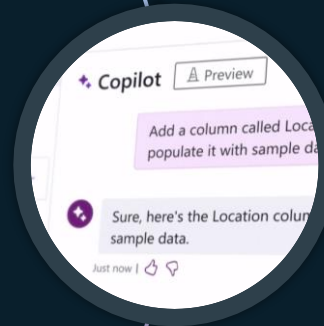 Copilot Preview
Add a column called Loca
populate it with sample da
Sure, here's the Location colun
sample data.
Just now |